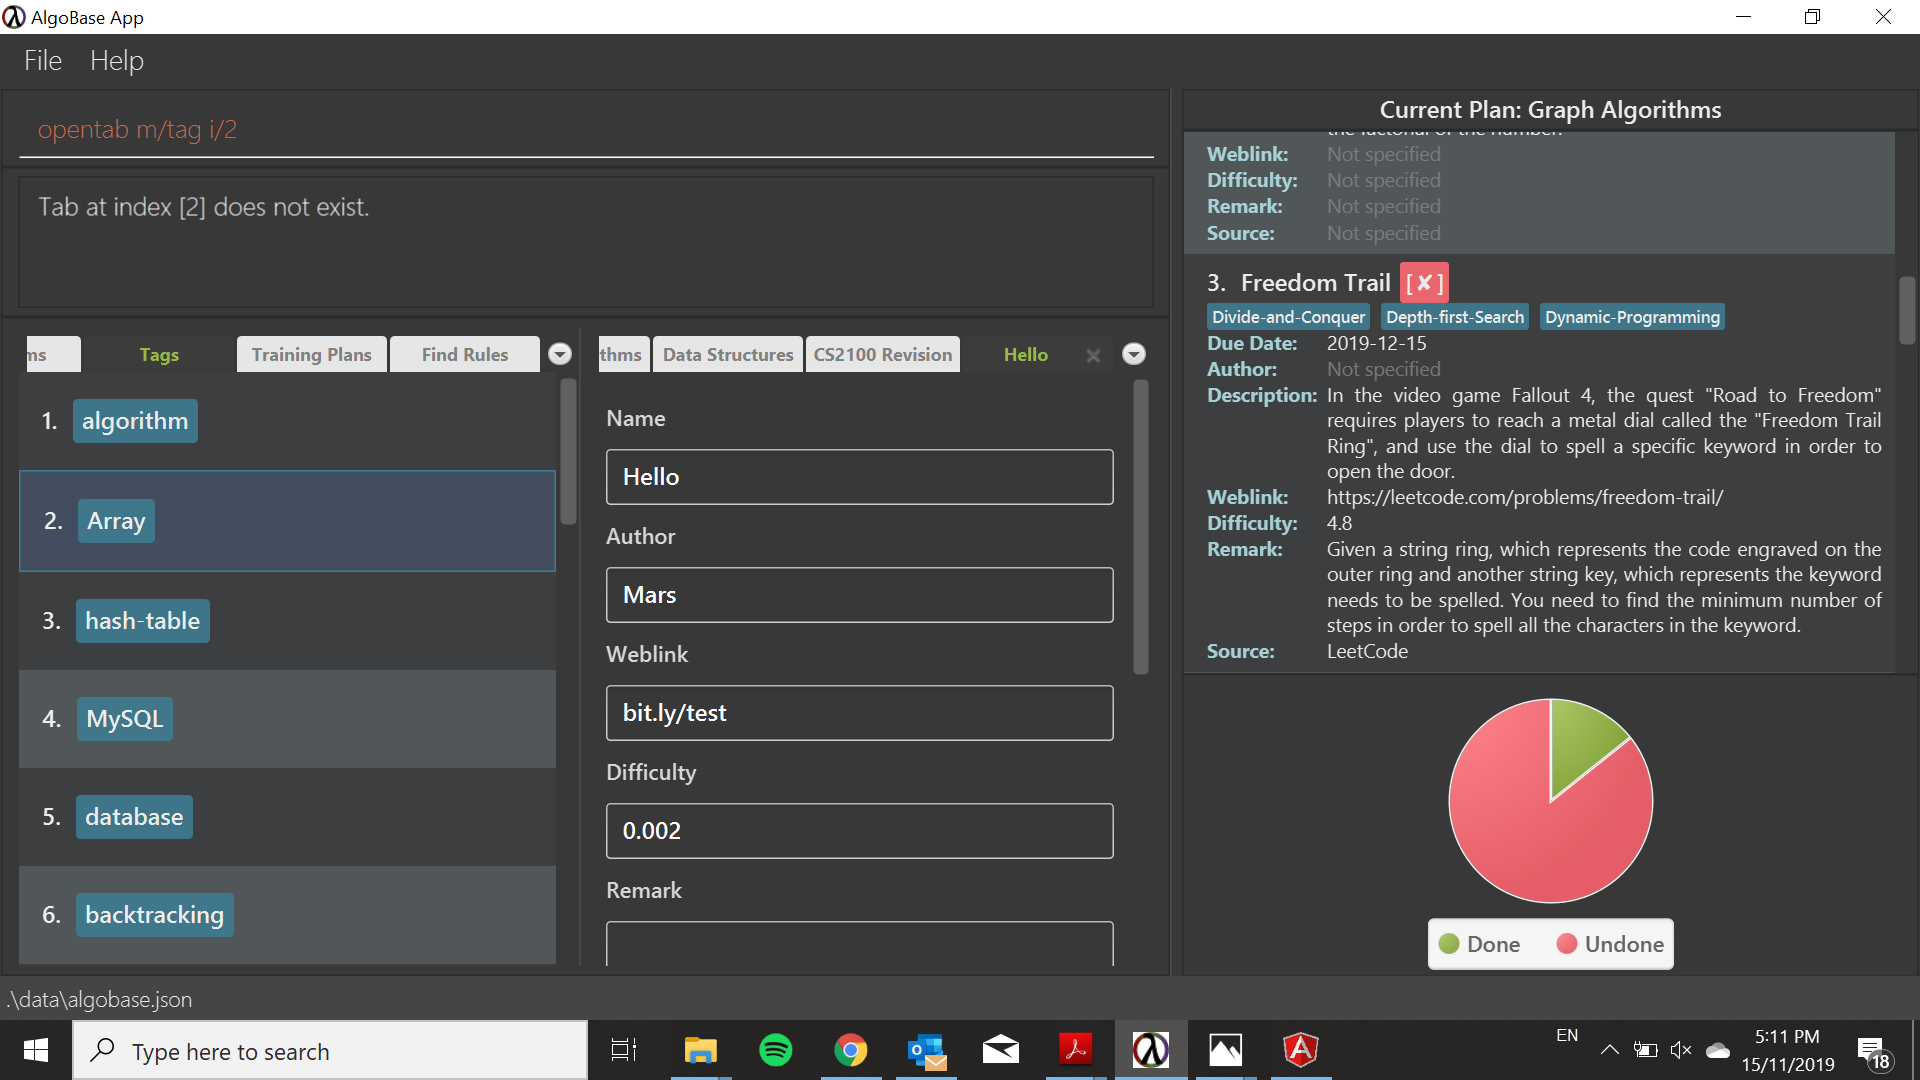 AlgoBase App
File Help
opentab m/tag i/2
Tab at index [2] does not exist.
ms Tags Training Plans Find Rules
1. algorithm
2. Array
3. hash-table
4. MySQL
5. database
6. backtracking
thms Data Structures CS2100 Revision Hello
Name
Hello
Author
Mars
Weblink
bit.ly/test
Difficulty
0.002
Remark
Current Plan: Graph Algorithms
the factorial of the number.
Weblink: Not specified
Difficulty: Not specified
Remark: Not specified
Source: Not specified
3. Freedom Trail [✘]
Divide-and-Conquer Depth-first-Search Dynamic-Programming
Due Date: 2019-12-15
Author: Not specified
Description: In the video game Fallout 4, the quest "Road to Freedom"
requires players to reach a metal dial called the "Freedom Trail
Ring", and use the dial to spell a specific keyword in order to
open the door.
Weblink: https://leetcode.com/problems/freedom-trail/
Difficulty: 4.8
Remark: Given a string ring, which represents the code engraved on the
outer ring and another string key, which represents the keyword
needs to be spelled. You need to find the minimum number of
steps in order to spell all the characters in the keyword.
Source: LeetCode
Done Undone
.\data\algobase.json
Type here to search
EN
5:11 PM
15/11/2019
18